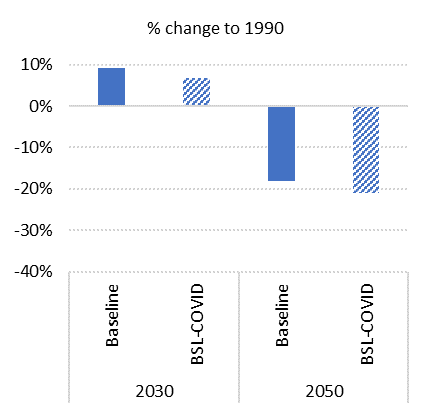 % change to 1990
10%
0%
-10%
-20%
-30%
-40%
Baseline
BSL-COVID
Baseline
BSL-COVID
2030
2050